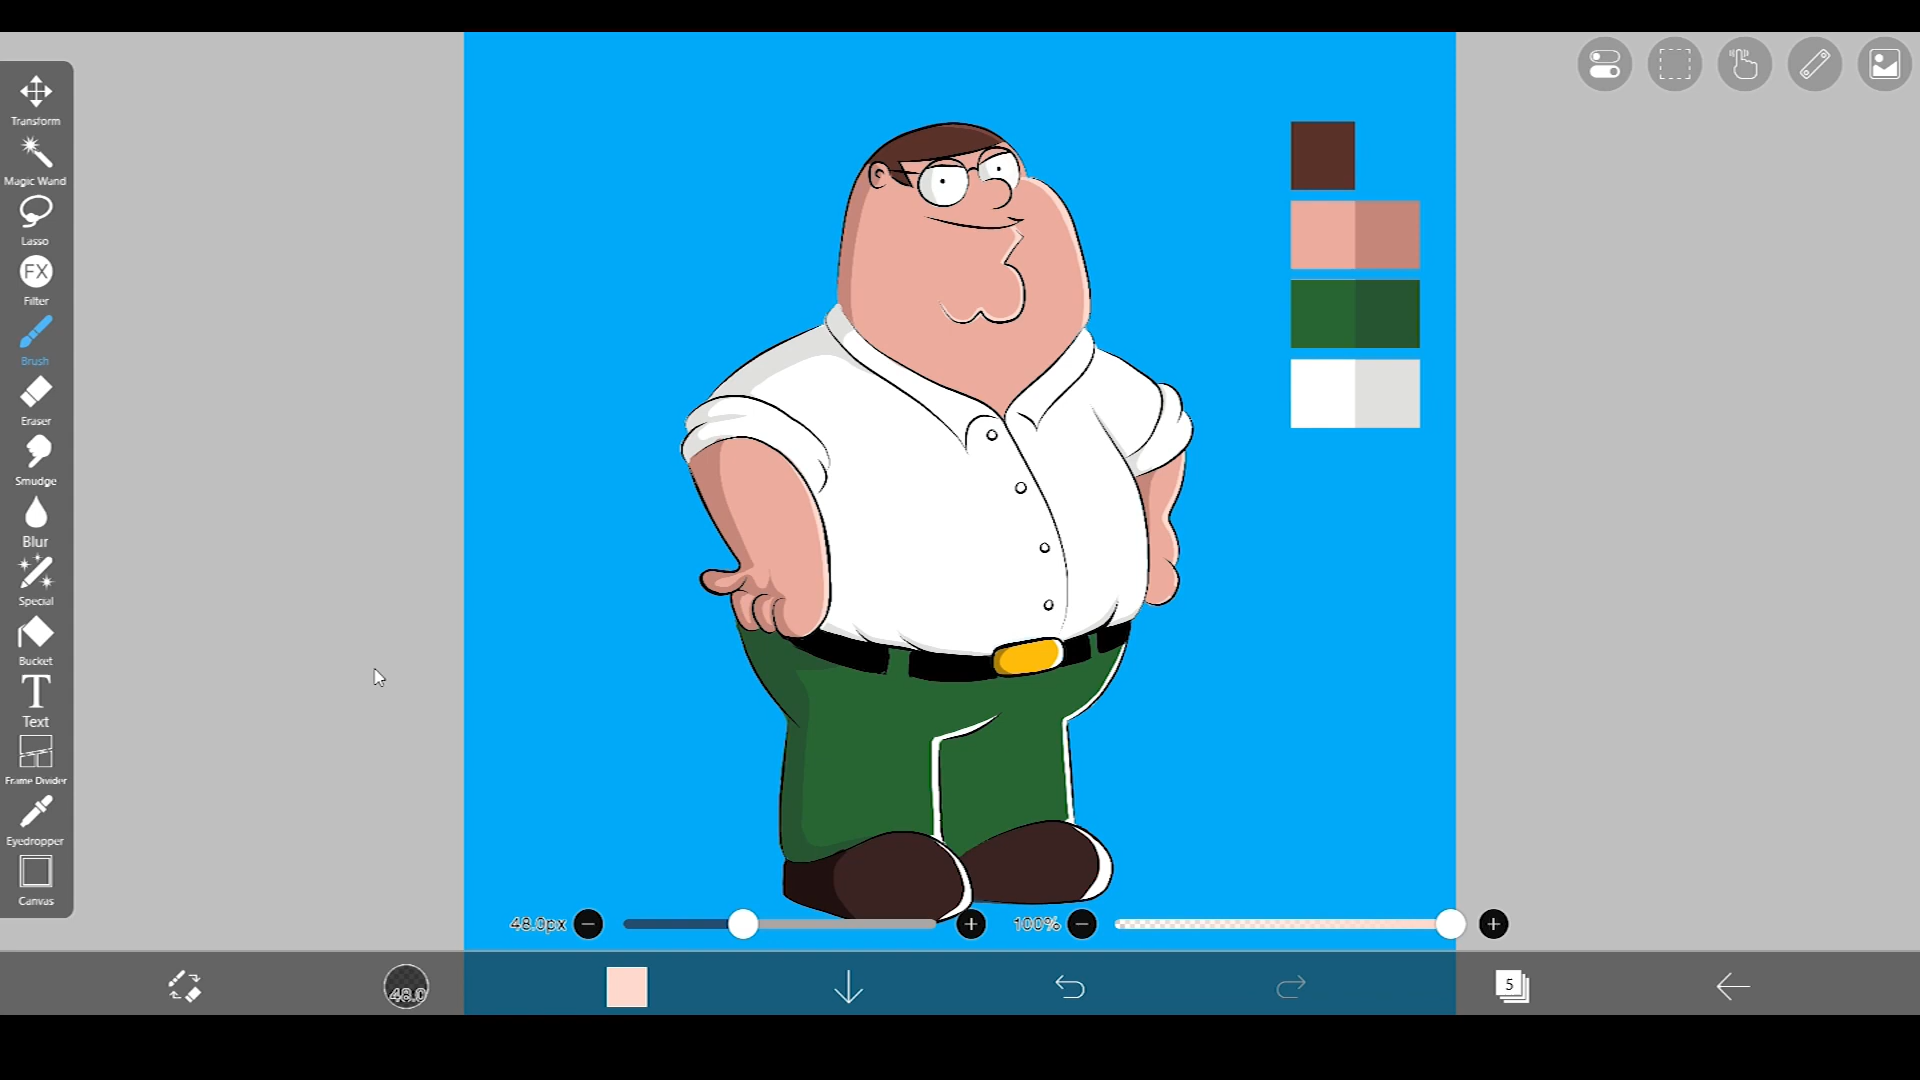 Transform
Magic Wand
Lasso
FX
Filter
Brush
Eraser
Smudge
Blur
Special
Bucket
T
Text
Frame Divider
Eyedropper
Canvas
48.0px
100%
48.0
5